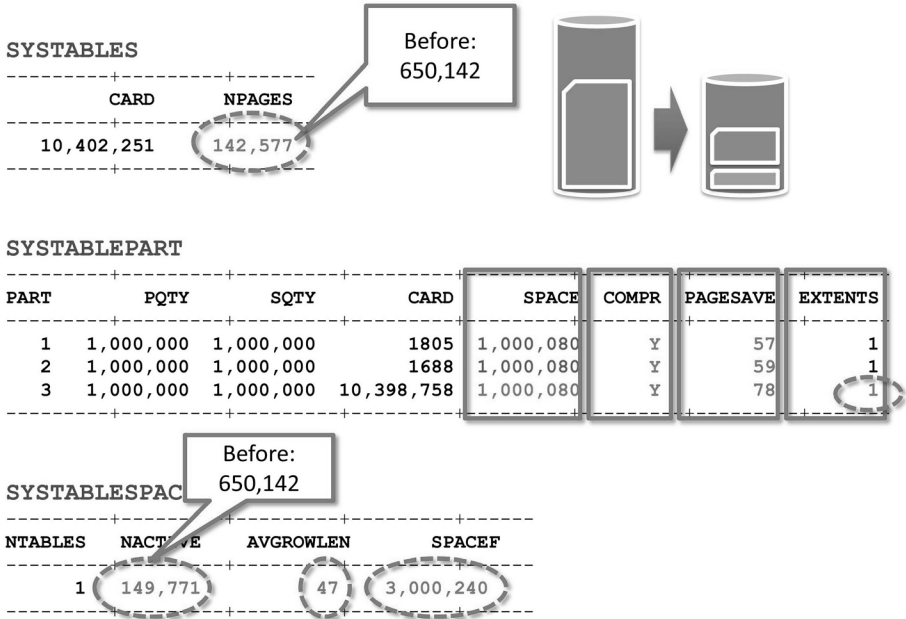 SYSTABLES
Before:
650,142
CARD NPAGES
10,402,251 142,577
SYSTABLEPART
PART PQTY SQTY CARD SPACE COMPR PAGESAVE EXTENTS
1 1,000,000 1,000,000 1805 1,000,080 Y 57 1
2 1,000,000 1,000,000 1688 1,000,080 Y 59 1
3 1,000,000 1,000,000 10,398,758 1,000,080 Y 78 1
Before:
650,142
SYSTABLESPAC
NTABLES NACTIVE AVGROWLEN SPACEF
1 149,771 47 3,000,240